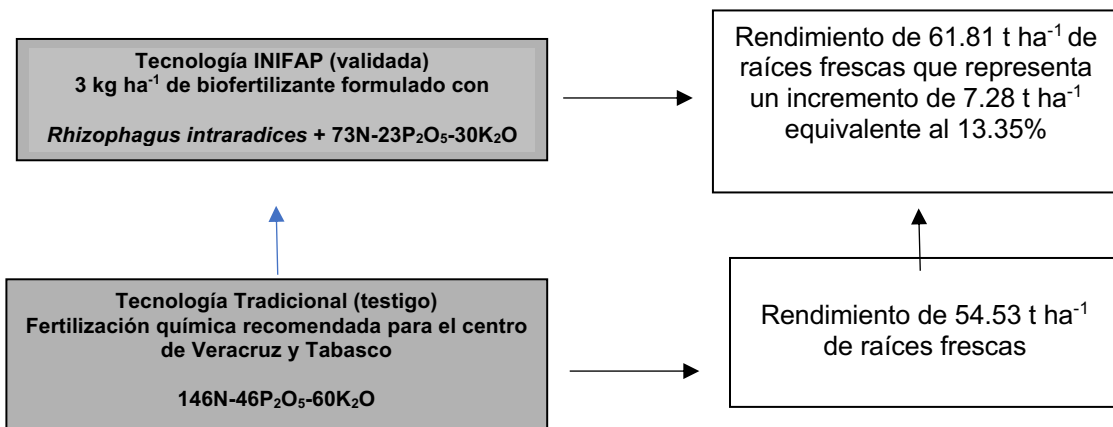 Tecnología INIFAP (validada)
3 kg ha⁻¹ de biofertilizante formulado con
Rhizophagus intraradices + 73N-23P₂O₅-30K₂O
Rendimiento de 61.81 t ha⁻¹ de
raíces frescas que representa
un incremento de 7.28 t ha⁻¹
equivalente al 13.35%
Tecnología Tradicional (testigo)
Fertilización química recomendada para el centro
de Veracruz y Tabasco
146N-46P₂O₅-60K₂O
Rendimiento de 54.53 t ha⁻¹
de raíces frescas